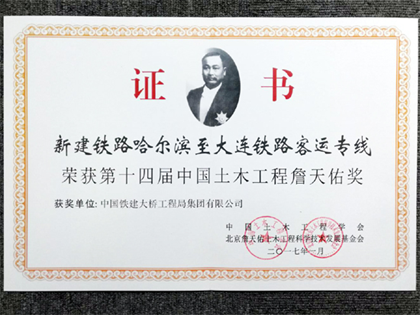 证书
新建铁路哈尔滨至大连铁路客运专线
荣获第十四届中国土木工程詹天佑奖
获奖单位:中国铁建大桥工程局集团有限公司
中国土木工程学会
北京詹天佑土木工程科学技术发展基金会
二〇一七年一月